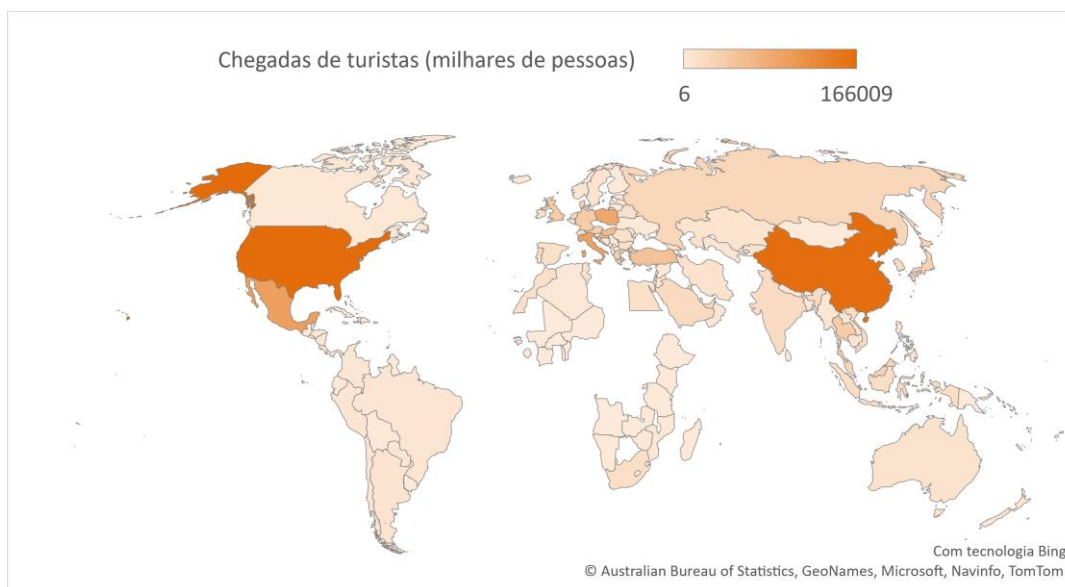 Chegadas de turistas (milhares de pessoas)
6 166009
Com tecnologia Bing
© Australian Bureau of Statistics, GeoNames, Microsoft, Navinfo, TomTom